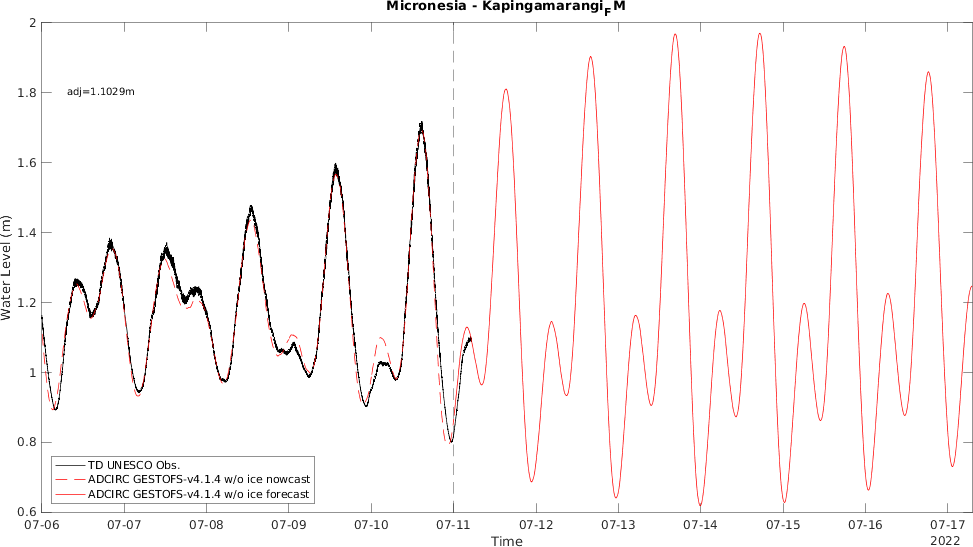 Micronesia - Kapingamarangi_FM
2
1.8
adj=1.1029m
1.6
1.4
Water Level (m)
1.2
1
0.8
TD UNESCO Obs.
ADCIRC GESTOFS-v4.1.4 w/o ice nowcast
ADCIRC GESTOFS-v4.1.4 w/o ice forecast
0.6
07-06 07-07 07-08 07-09 07-10 07-11 07-12 07-13 07-14 07-15 07-16 07-17
Time
2022